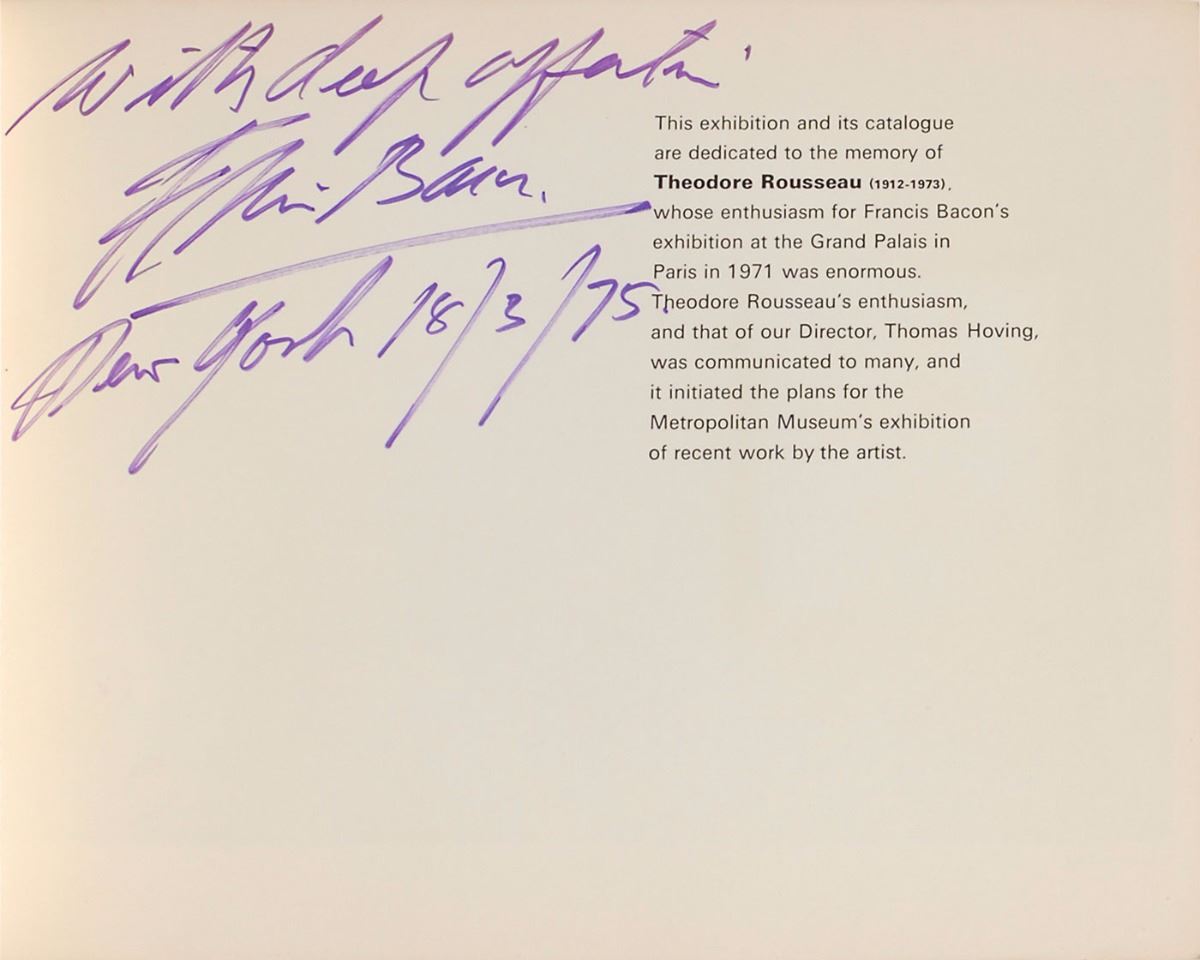 With deep affection
Francis Bacon.
New York 18/3/75.
This exhibition and its catalogue
are dedicated to the memory of
Theodore Rousseau (1912-1973),
whose enthusiasm for Francis Bacon's
exhibition at the Grand Palais in
Paris in 1971 was enormous.
Theodore Rousseau's enthusiasm,
and that of our Director, Thomas Hoving,
was communicated to many, and
it initiated the plans for the
Metropolitan Museum's exhibition
of recent work by the artist.